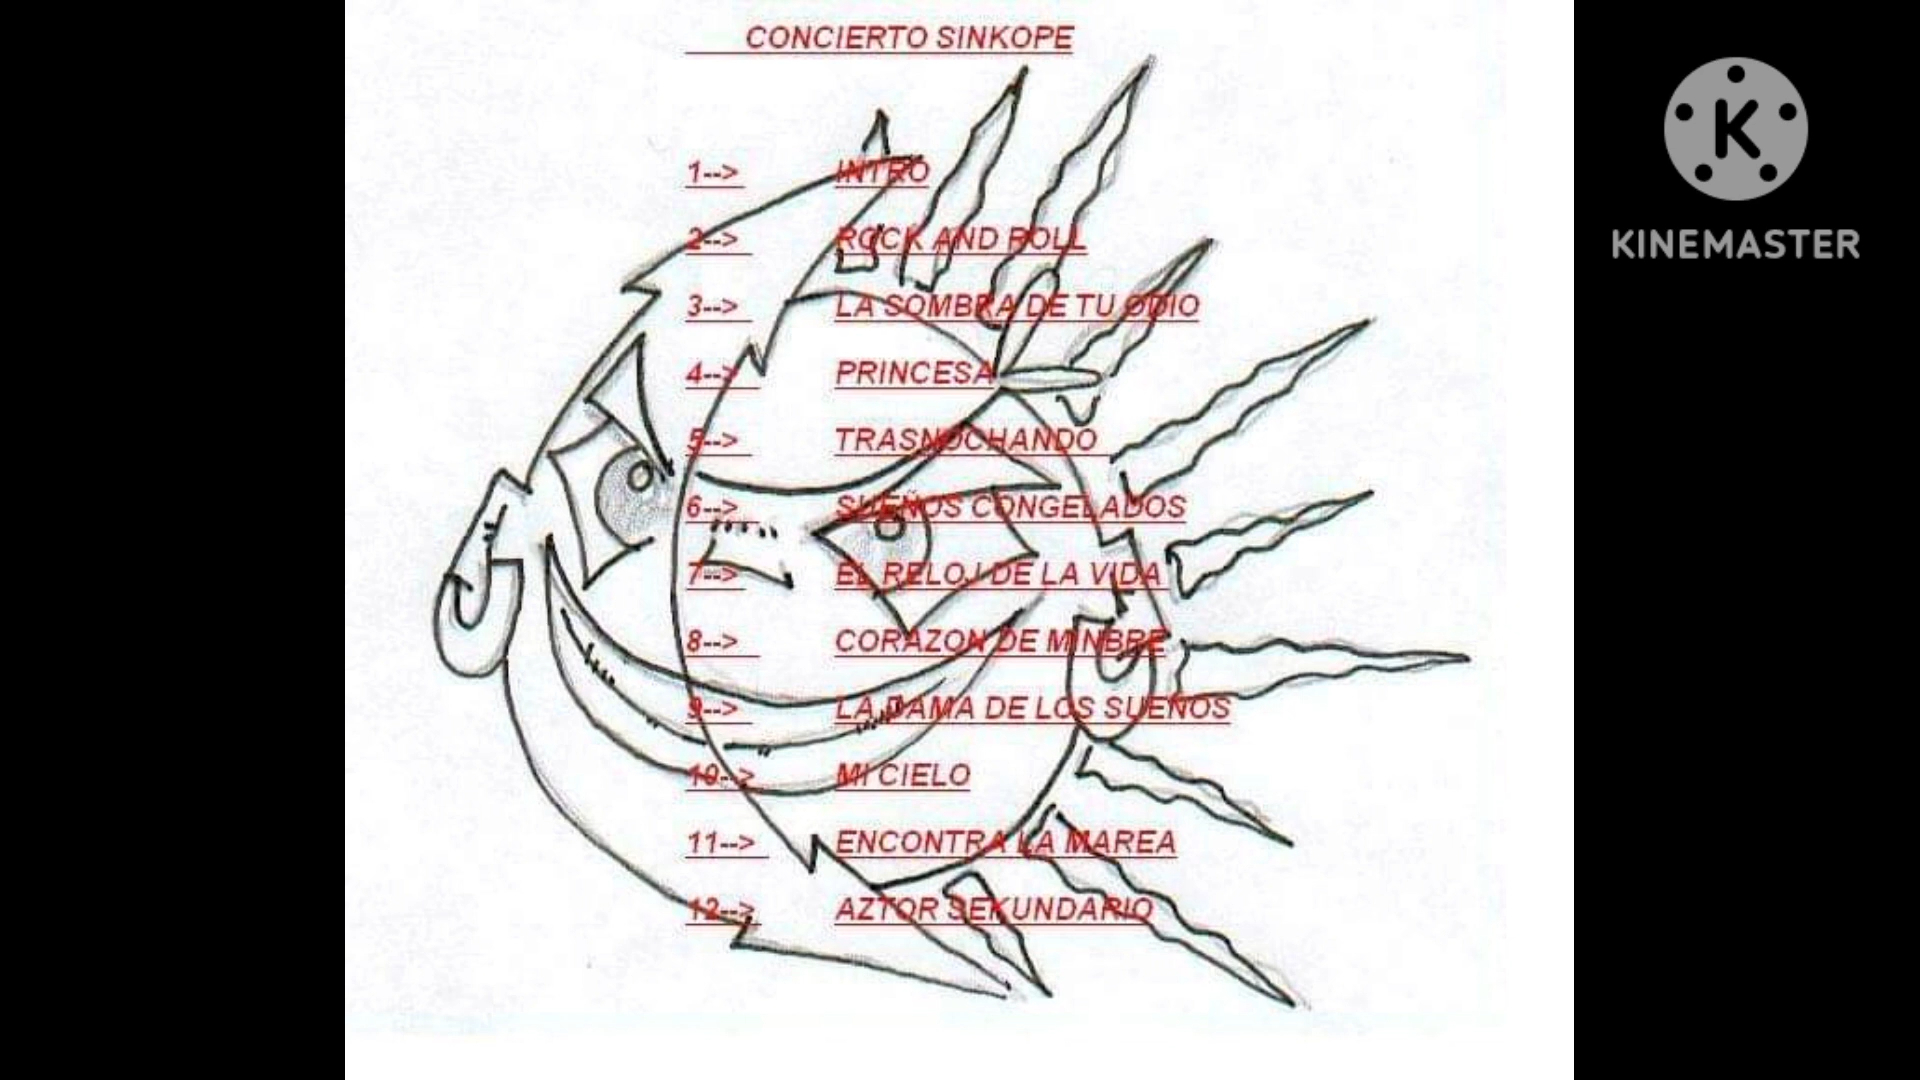 CONCIERTO SINKOPE
1--> INTRO
2--> ROCK AND ROLL
3--> LA SOMBRA DE TU ODIO
4--> PRINCESA
5--> TRASNOCHANDO
6--> SUEÑOS CONGELADOS
7--> EL RELOJ DE LA VIDA
8--> CORAZON DE MINBRE
9--> LA DAMA DE LOS SUEÑOS
10--> MI CIELO
11--> ENCONTRA LA MAREA
12--> AZTOR SEKUNDARIO
K
KINEMASTER